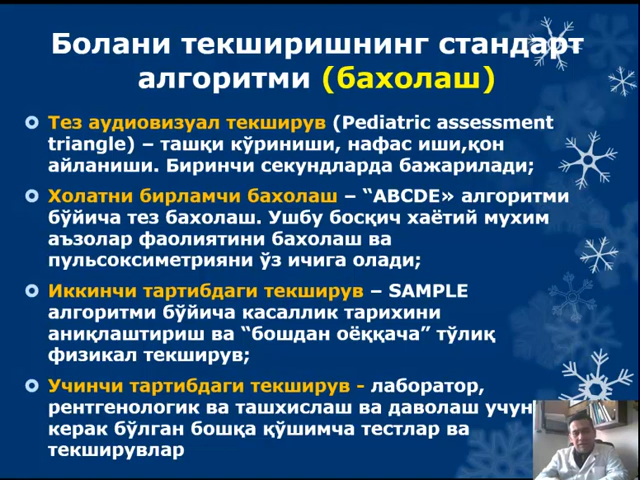 Болани текширишнинг стандарт
алгоритми (бахолаш)
Тез аудиовизуал текширув (Pediatric assessment
triangle) – ташқи кўриниши, нафас иши,қон
айланиши. Биринчи секундларда бажарилади;
Холатни бирламчи бахолаш – “ABCDE» алгоритми
бўйича тез бахолаш. Ушбу босқич хаётий мухим
аъзолар фаолиятини бахолаш ва
пульсоксиметрияни ўз ичига олади;
Иккинчи тартибдаги текширув – SAMPLE
алгоритми бўйича касаллик тарихини
аниқлаштириш ва “бошдан оёққача” тўлиқ
физикал текширув;
Учинчи тартибдаги текширув - лаборатор,
рентгенологик ва ташхислаш ва даволаш учун
керак бўлган бошқа қўшимча тестлар ва
текширувлар